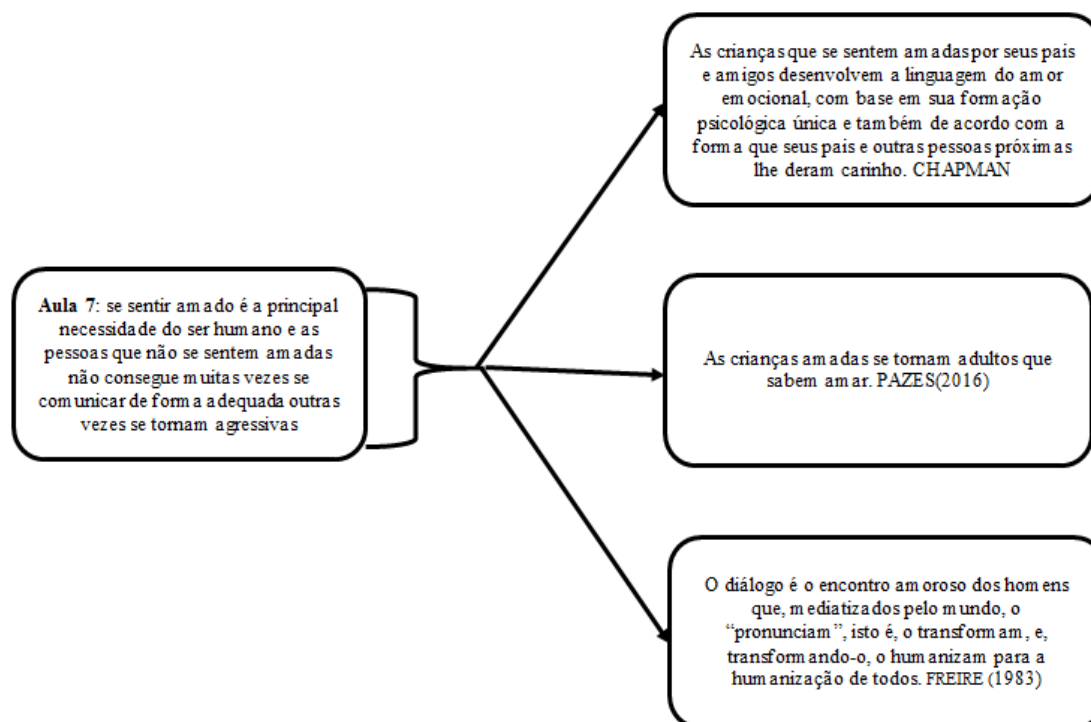 As crianças que se sentem amadas por seus pais
e amigos desenvolvem a linguagem do amor
emocional, com base em sua formação
psicológica única e também de acordo com a
forma que seus pais e outras pessoas próximas
lhe deram carinho. CHAPMAN
Aula 7: se sentir amado é a principal
necessidade do ser humano e as
pessoas que não se sentem amadas
não consegue muitas vezes se
comunicar de forma adequada outras
vezes se tornam agressivas
As crianças amadas se tornam adultos que
sabem amar. PAZES(2016)
O diálogo é o encontro amoroso dos homens
que, mediatizados pelo mundo, o
“pronunciam”, isto é, o transformam, e,
transformando-o, o humanizam para a
humanização de todos. FREIRE (1983)